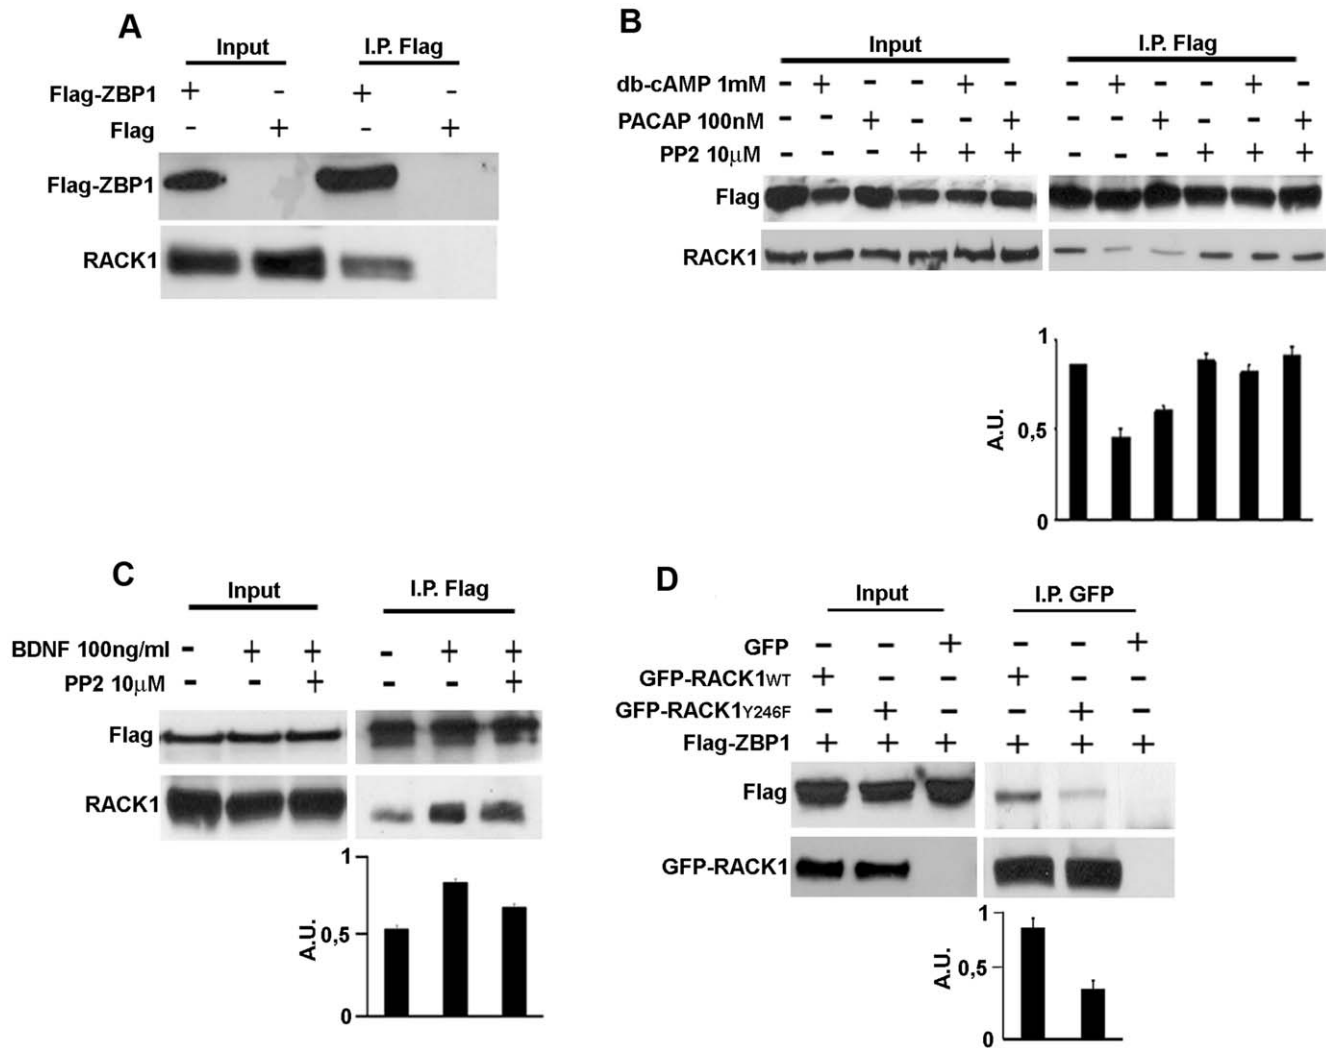 A
Input I.P. Flag
Flag-ZBP1 + - + -
Flag - + - +
Flag-ZBP1
RACK1
B
Input I.P. Flag
db-cAMP 1mM - + - - + - - + - - + -
PACAP 100nM - - + - - + - - + - - +
PP2 10μM - - - + + + - - - + + +
Flag
RACK1
1
0,5
0
A.U.
C
Input I.P. Flag
BDNF 100ng/ml - + + - + +
PP2 10μM - - + - - +
Flag
RACK1
1
0,5
0
A.U.
D
Input I.P. GFP
GFP - - + - - +
GFP-RACK1WT + - - + - -
GFP-RACK1Y246F - + - - + -
Flag-ZBP1 + + + + + +
Flag
GFP-RACK1
1
0,5
0
A.U.